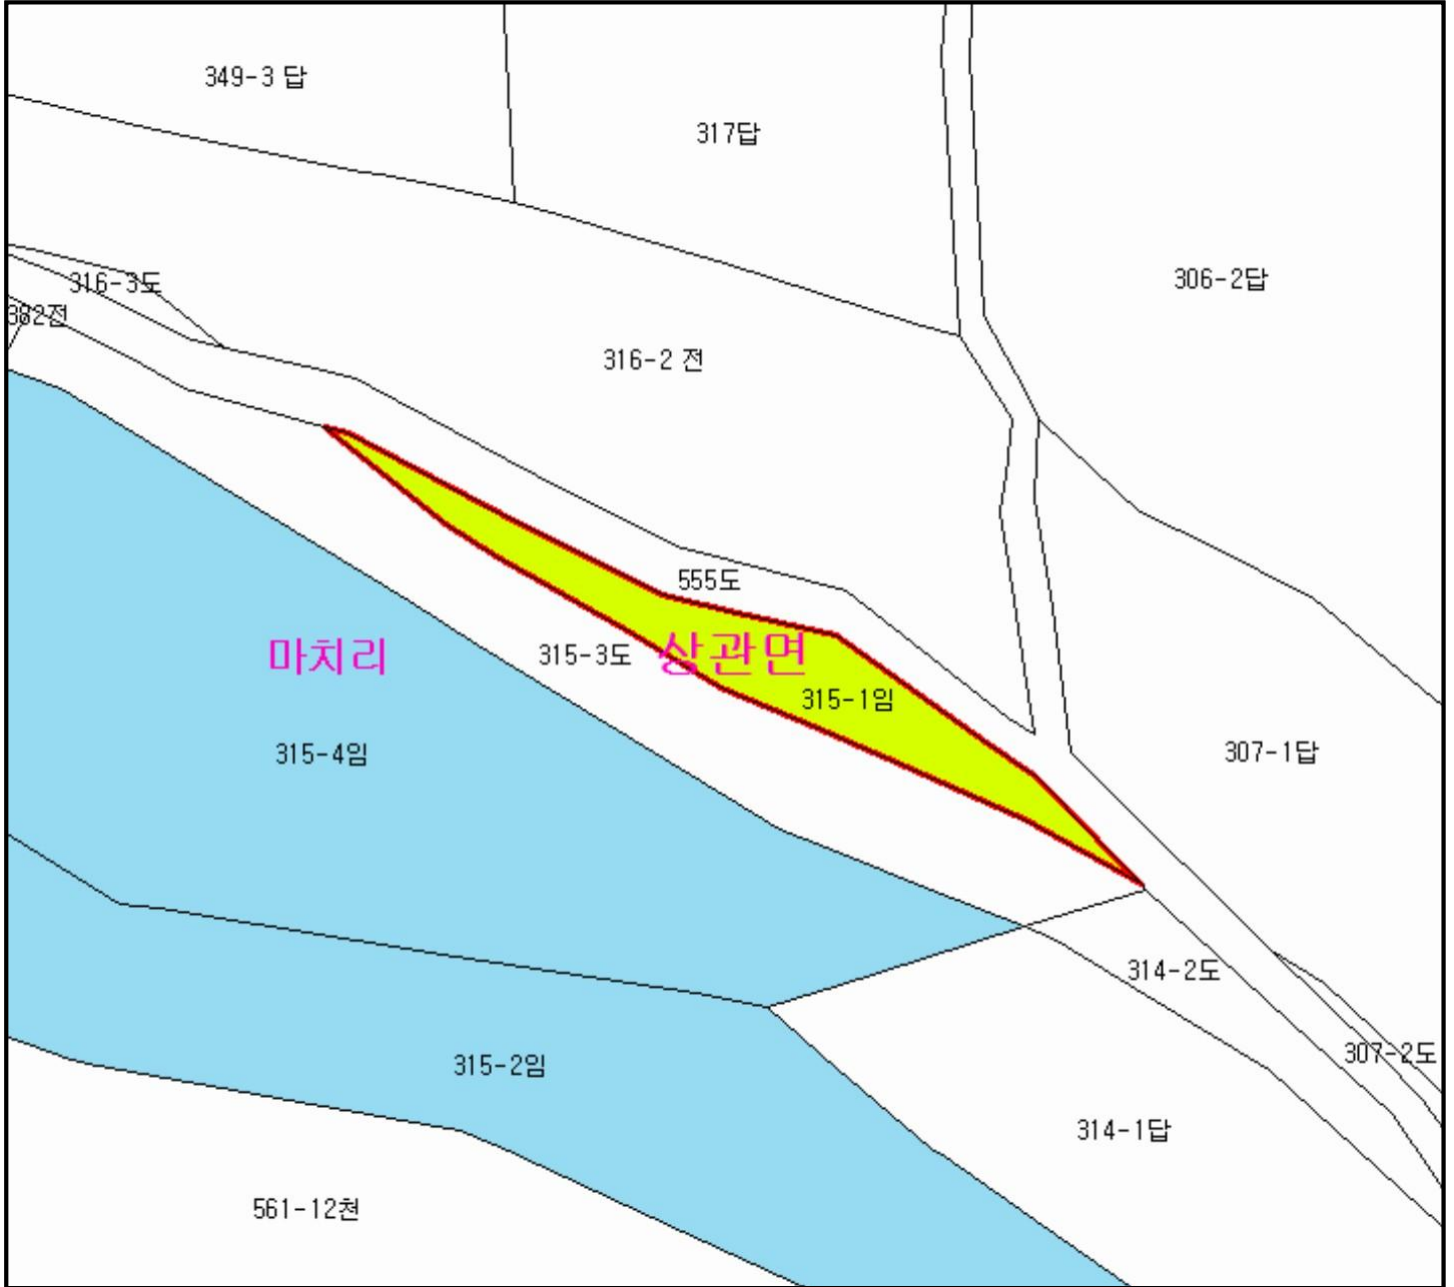 349-3 답
317답
306-2답
316-3도
382전
316-2 전
555도
마치리
315-3도
상관면
315-1임
315-4임
307-1답
314-2도
307-2도
315-2임
314-1답
561-12천